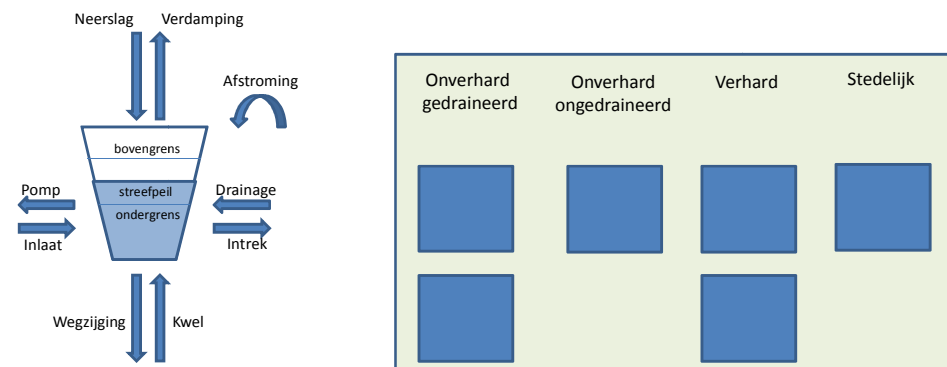 Neerslag
Verdamping
Afstroming
bovengrens
streefpeil
ondergrens
Pomp
Inlaat
Drainage
Intrek
Wegzijging
Kwel
Onverhard
gedraineerd
Onverhard
ongedraineerd
Verhard
Stedelijk